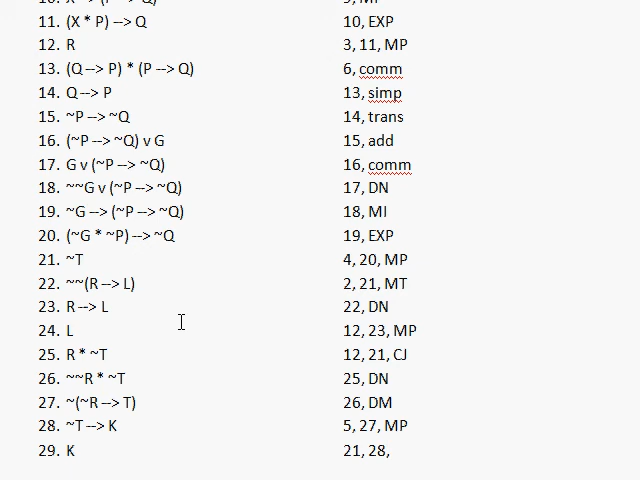 10. X --> (P --> Q) 9, MP
11. (X * P) --> Q 10, EXP
12. R 3, 11, MP
13. (Q --> P) * (P --> Q) 6, comm
14. Q --> P 13, simp
15. ~P --> ~Q 14, trans
16. (~P --> ~Q) v G 15, add
17. G v (~P --> ~Q) 16, comm
18. ~~G v (~P --> ~Q) 17, DN
19. ~G --> (~P --> ~Q) 18, MI
20. (~G * ~P) --> ~Q 19, EXP
21. ~T 4, 20, MP
22. ~~(R --> L) 2, 21, MT
23. R --> L 22, DN
24. L 12, 23, MP
25. R * ~T 12, 21, CJ
26. ~~R * ~T 25, DN
27. ~(~R --> T) 26, DM
28. ~T --> K 5, 27, MP
29. K 21, 28,